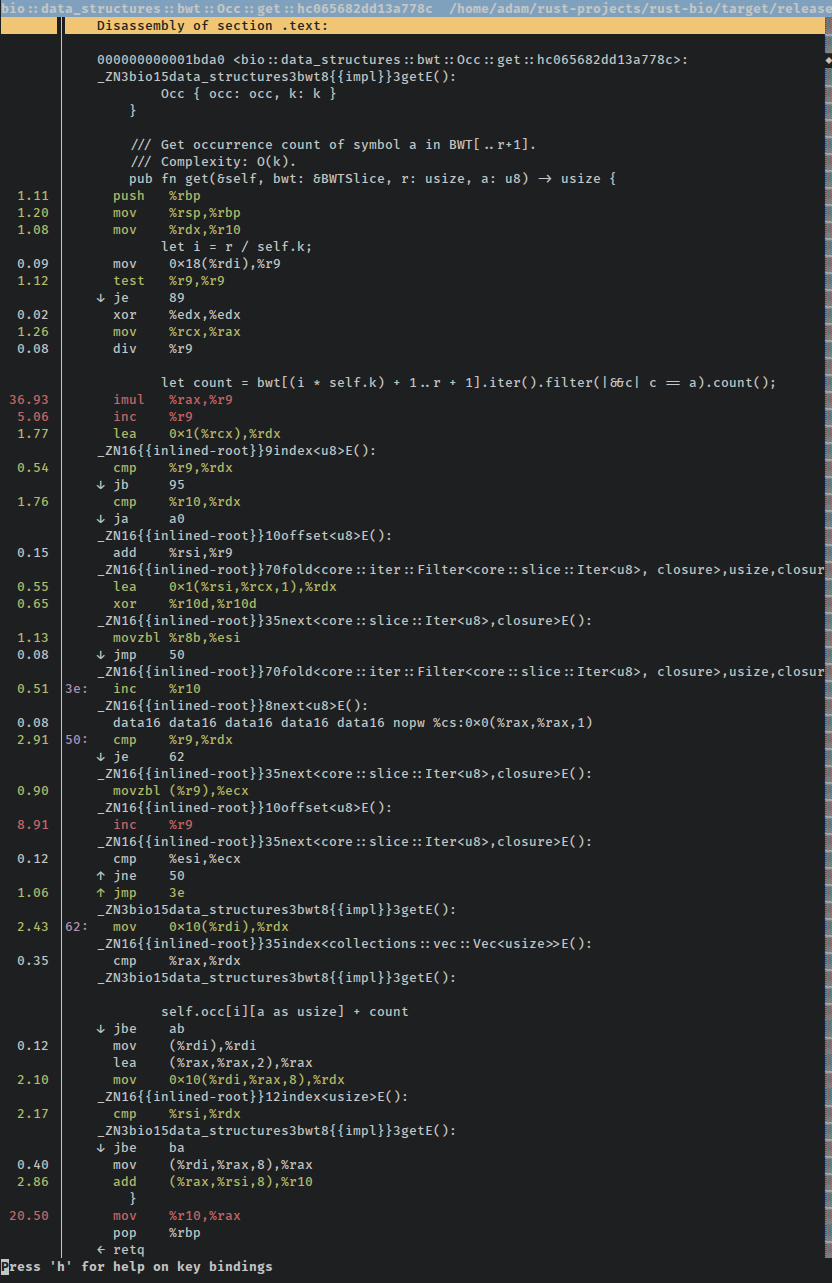 bio::data_structures::bwt::Occ::get::hc065682dd13a778c  /home/adam/rust-projects/rust-bio/target/release
Disassembly of section .text:
000000000001bda0 <bio::data_structures::bwt::Occ::get::hc065682dd13a778c>:
_ZN3bio15data_structures3bwt8{{impl}}3getE():
Occ { occ: occ, k: k }
}
/// Get occurrence count of symbol a in BWT[..r+1].
/// Complexity: O(k).
pub fn get(&self, bwt: &BWTSlice, r: usize, a: u8) -> usize {
1.11 push %rbp
1.20 mov %rsp,%rbp
1.08 mov %rdx,%r10
let i = r / self.k;
0.09 mov 0x18(%rdi),%r9
1.12 test %r9,%r9
↓ je 89
0.02 xor %edx,%edx
1.26 mov %rcx,%rax
0.08 div %r9
let count = bwt[(i * self.k) + 1..r + 1].iter().filter(|&&c| c == a).count();
36.93 imul %rax,%r9
5.06 inc %r9
1.77 lea 0x1(%rcx),%rdx
_ZN16{{inlined-root}}9index<u8>E():
0.54 cmp %r9,%rdx
↓ jb 95
1.76 cmp %r10,%rdx
↓ ja a0
_ZN16{{inlined-root}}10offset<u8>E():
0.15 add %rsi,%r9
_ZN16{{inlined-root}}70fold<core::iter::Filter<core::slice::Iter<u8>, closure>,usize,closur
0.55 lea 0x1(%rsi,%rcx,1),%rdx
0.65 xor %r10d,%r10d
_ZN16{{inlined-root}}35next<core::slice::Iter<u8>,closure>E():
1.13 movzbl %r8b,%esi
0.08 ↓ jmp 50
_ZN16{{inlined-root}}70fold<core::iter::Filter<core::slice::Iter<u8>, closure>,usize,closur
0.51 3e: inc %r10
_ZN16{{inlined-root}}8next<u8>E():
0.08 data16 data16 data16 data16 data16 nopw %cs:0x0(%rax,%rax,1)
2.91 50: cmp %r9,%rdx
↓ je 62
_ZN16{{inlined-root}}35next<core::slice::Iter<u8>,closure>E():
0.90 movzbl (%r9),%ecx
_ZN16{{inlined-root}}10offset<u8>E():
8.91 inc %r9
_ZN16{{inlined-root}}35next<core::slice::Iter<u8>,closure>E():
0.12 cmp %esi,%ecx
↑ jne 50
1.06 ↑ jmp 3e
_ZN3bio15data_structures3bwt8{{impl}}3getE():
2.43 62: mov 0x10(%rdi),%rdx
_ZN16{{inlined-root}}35index<collections::vec::Vec<usize>>E():
0.35 cmp %rax,%rdx
_ZN3bio15data_structures3bwt8{{impl}}3getE():
self.occ[i][a as usize] + count
↓ jbe ab
0.12 mov (%rdi),%rdi
lea (%rax,%rax,2),%rax
2.10 mov 0x10(%rdi,%rax,8),%rdx
_ZN16{{inlined-root}}12index<usize>E():
2.17 cmp %rsi,%rdx
_ZN3bio15data_structures3bwt8{{impl}}3getE():
↓ jbe ba
0.40 mov (%rdi,%rax,8),%rax
2.86 add (%rax,%rsi,8),%r10
}
20.50 mov %r10,%rax
pop %rbp
← retq
Press 'h' for help on key bindings